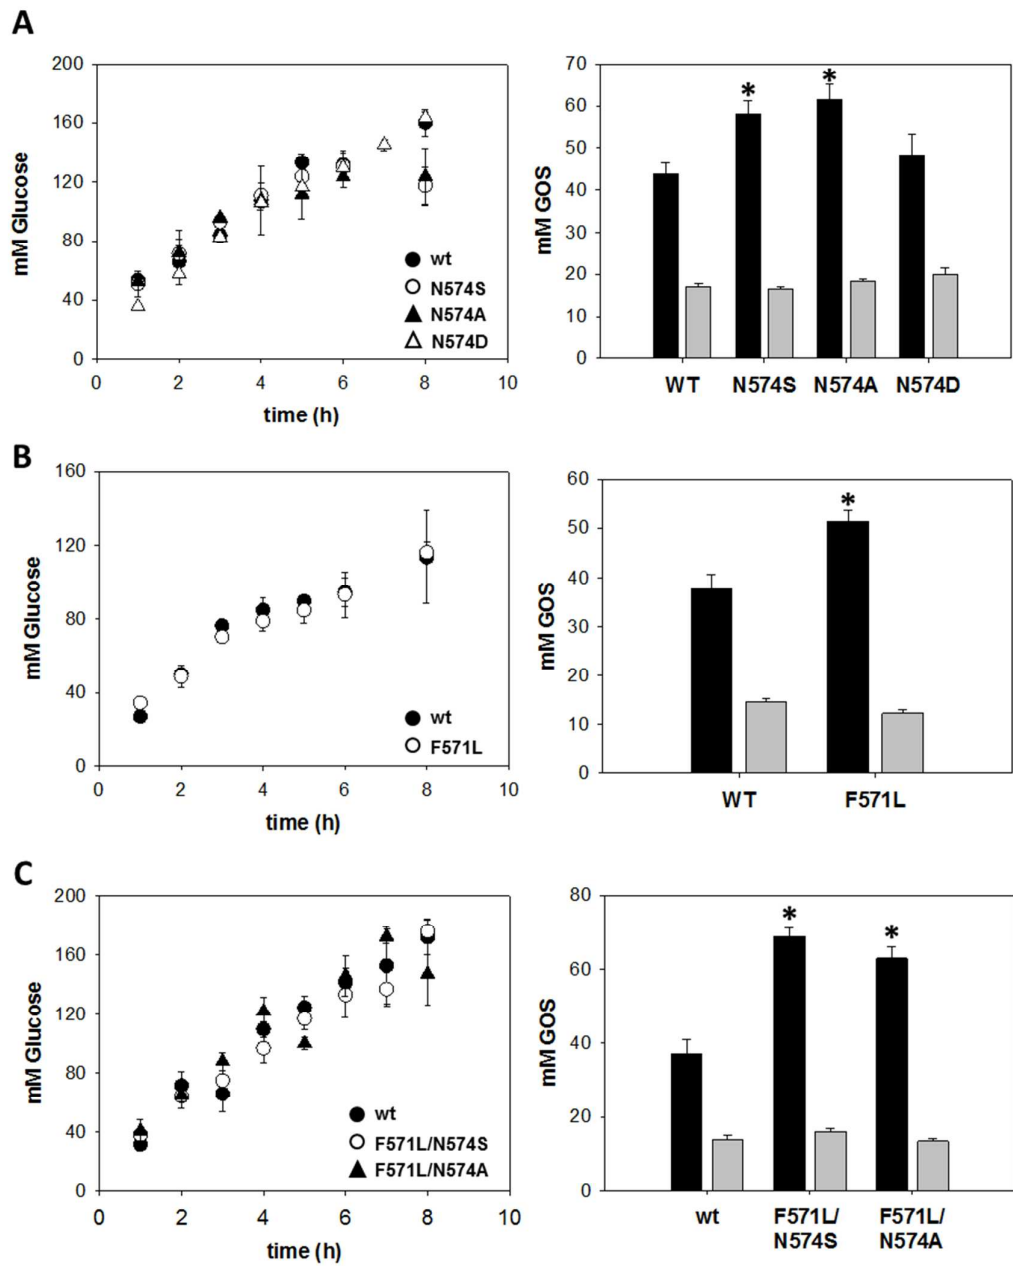 A
200
160
120
80
40
0
mM Glucose
0 2 4 6 8 10
time (h)
wt
N574S
N574A
N574D
70
60
50
40
30
20
10
0
mM GOS
* *
WT N574S N574A N574D
B
160
120
80
40
0
mM Glucose
0 2 4 6 8 10
time (h)
wt
F571L
60
50
40
30
20
10
0
mM GOS
*
WT F571L
C
200
160
120
80
40
0
mM Glucose
0 2 4 6 8 10
time (h)
wt
F571L/N574S
F571L/N574A
80
60
40
20
0
mM GOS
* *
wt F571L/ F571L/
N574S N574A